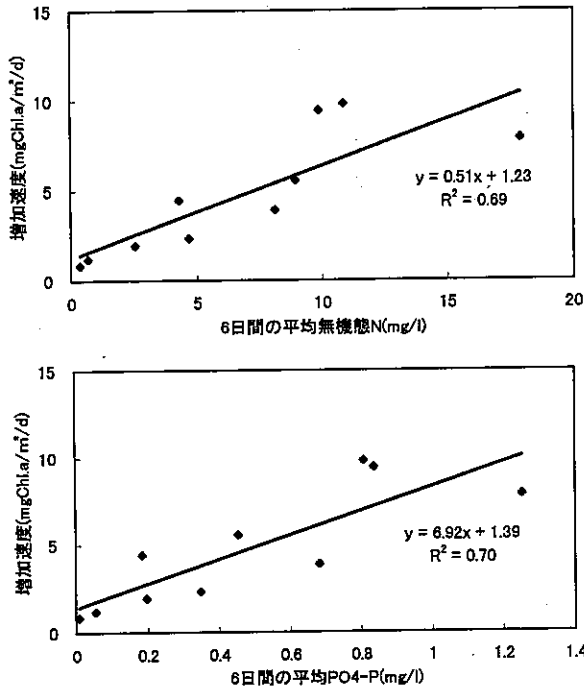 15
10
5
0
増加速度(mgChl.a/m²/d)
y = 0.51x + 1.23
R² = 0.69
0 5 10 15 20
6日間の平均無機態N(mg/l)
15
10
5
0
増加速度(mgChl.a/m²/d)
y = 6.92x + 1.39
R² = 0.70
0 0.2 0.4 0.6 0.8 1 1.2 1.4
6日間の平均PO4-P(mg/l)